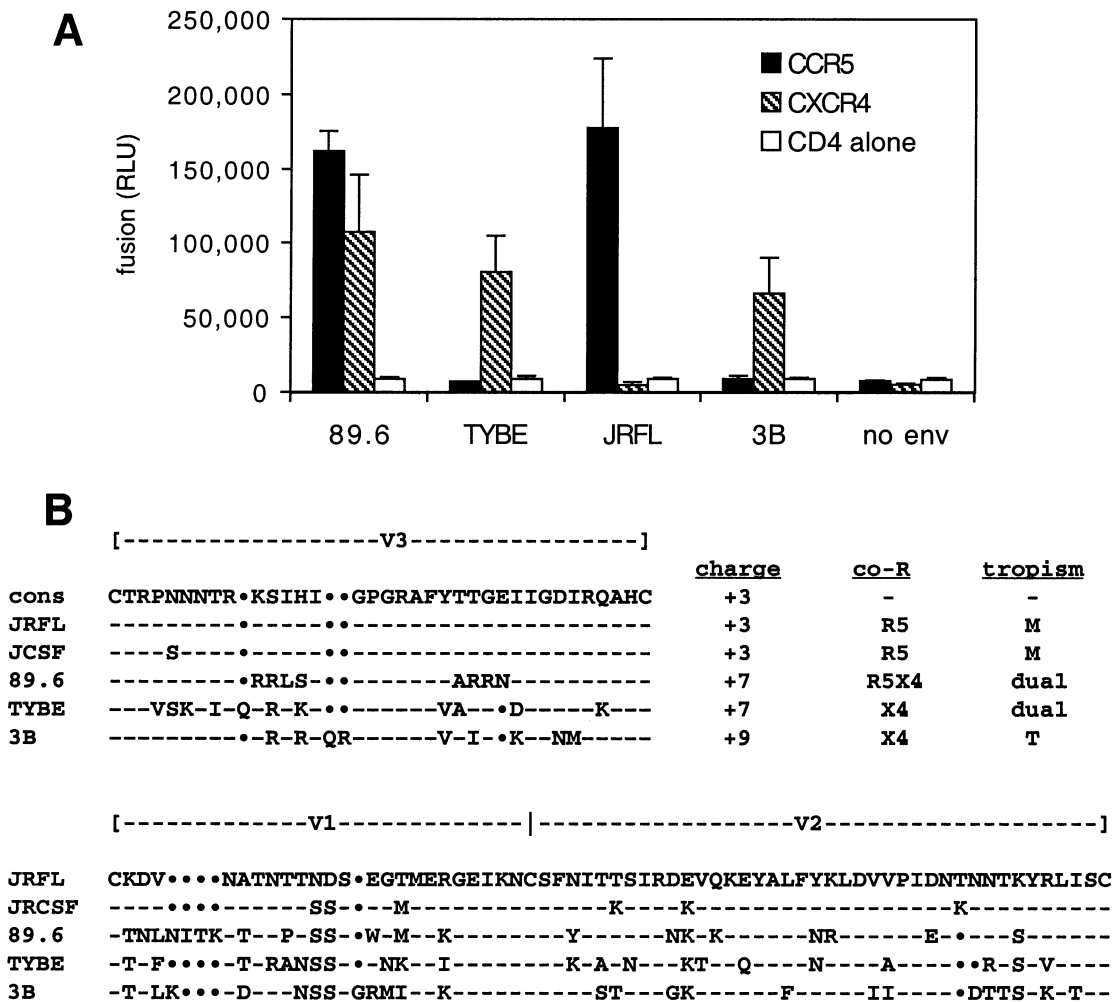 A
250,000
200,000
150,000
100,000
50,000
0
fusion (RLU)
CCR5
CXCR4
CD4 alone
89.6 TYBE JRFL 3B no env
B
[------------------V3----------------]
charge co-R tropism
cons CTRPNNNTR•KSIHI••GPGRAFYTTGEIIGDIRQAHC +3 - -
JRFL ---------•-----••--------------------- +3 R5 M
JCSF ----S----•-----••--------------------- +3 R5 M
89.6 ---------•RRLS-••-------ARRN---------- +7 R5X4 dual
TYBE ---VSK-I-Q-R-K-••------VA--•D-----K--- +7 X4 dual
3B ---------•-R-R-QR------V-I-•K--NM----- +9 X4 T
[-------------V1-------------|------------------V2--------------------]
JRFL CKDV••••NATNTTNDS•EGTMERGEIKNCSFNITTSIRDEVQKEYALFYKLDVVPIDNTNNTKYRLISC
JRCSF ----••••------SS-•--M--------------K----K------------------K----------
89.6 -TNLNITK-T--P-SS-•W-M--K--------Y------NK-K------NR-------E-•---S------
TYBE -T-F••••-T-RANSS-•-NK--I--------K-A-N---KT--Q----N----A----••R-S-V----
3B -T-LK•••-D---NSS-GRMI--K----------ST---GK------F-----II----•DTTS-K-T--